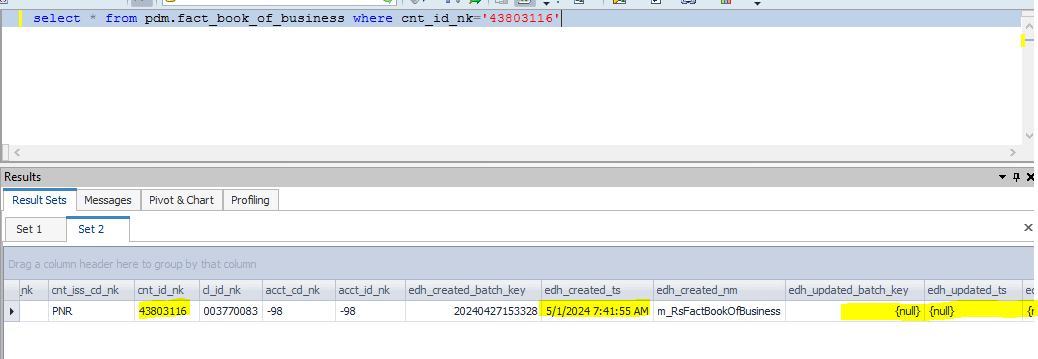 select * from pdm.fact_book_of_business where cnt_id_nk='43803116'
Results
Result Sets Messages Pivot & Chart Profiling
Set 1 Set 2
Drag a column header here to group by that column
_nk cnt_iss_cd_nk cnt_id_nk cl_id_nk acct_cd_nk acct_id_nk edh_created_batch_key edh_created_ts edh_created_nm edh_updated_batch_key edh_updated_ts
PNR 43803116 003770083 -98 -98 20240427153328 5/1/2024 7:41:55 AM m_RsFactBookOfBusiness {null} {null}